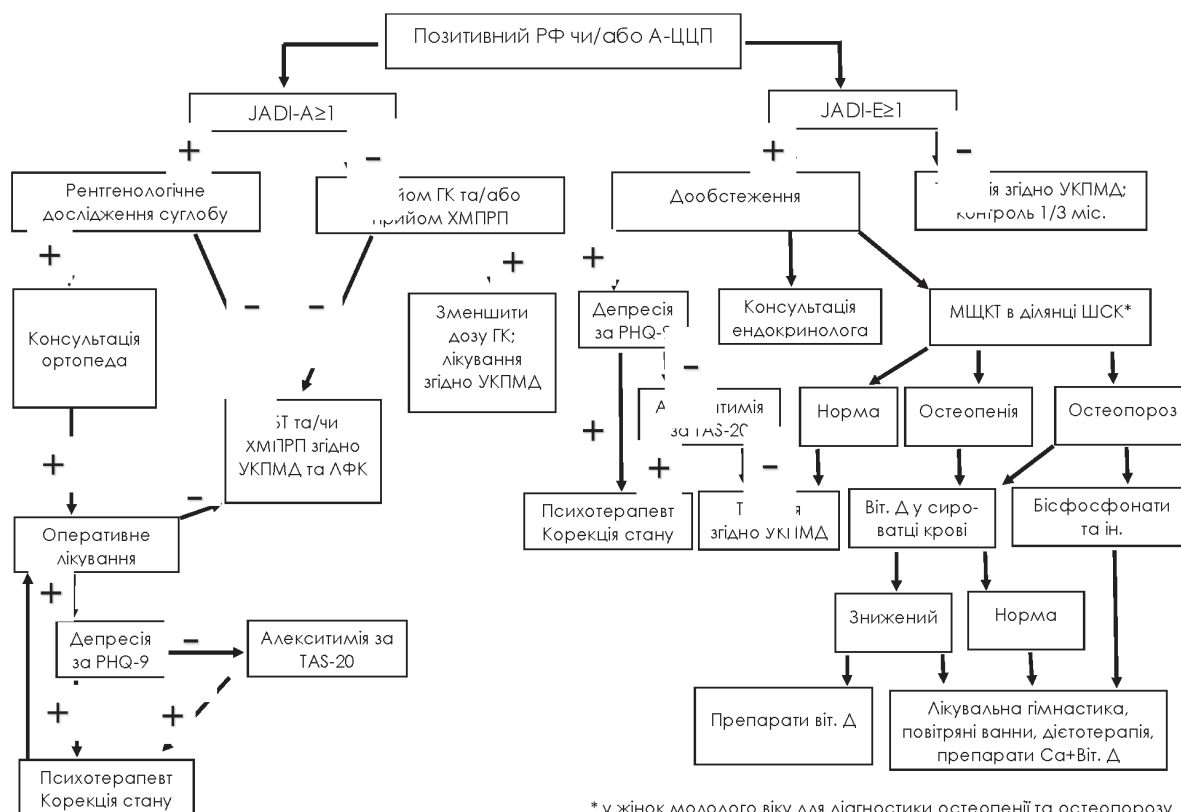 Позитивний РФ чи/або А-ЦЦП
JADI-A≥1
JADI-E≥1
+
–
+
–
Рентгенологічне
дослідження суглобу
ГК та/або
прийом ХМПРП
Дообстеження
згідно УКПМД;
контроль 1/3 міс.
+
–
–
+
+
Консультація
ортопеда
Зменшити
дозу ГК;
лікування
згідно УКПМД
Депресія
за PHQ-9
Консультація
ендокринолога
МЩКТ в ділянці ШСК*
–
та/чи
ХМПРП згідно
УКПМД та ЛФК
+
за TAS-20
Норма
Остеопенія
Остеопороз
+
–
+
–
Психотерапевт
Корекція стану
згідно УКПМД
Віт. Д у сиро-
ватці крові
Бісфосфонати
та ін.
Оперативне
лікування
+
Знижений
Норма
Депресія
за PHQ-9
–
Алекситимія за
TAS-20
+
+
Препарати віт. Д
Лікувальна гімнастика,
повітряні ванни, дієтотерапія,
препарати Са+Віт. Д
Психотерапевт
Корекція стану
* у жінок молодого віку для діагностики остеопенії та остеопорозу